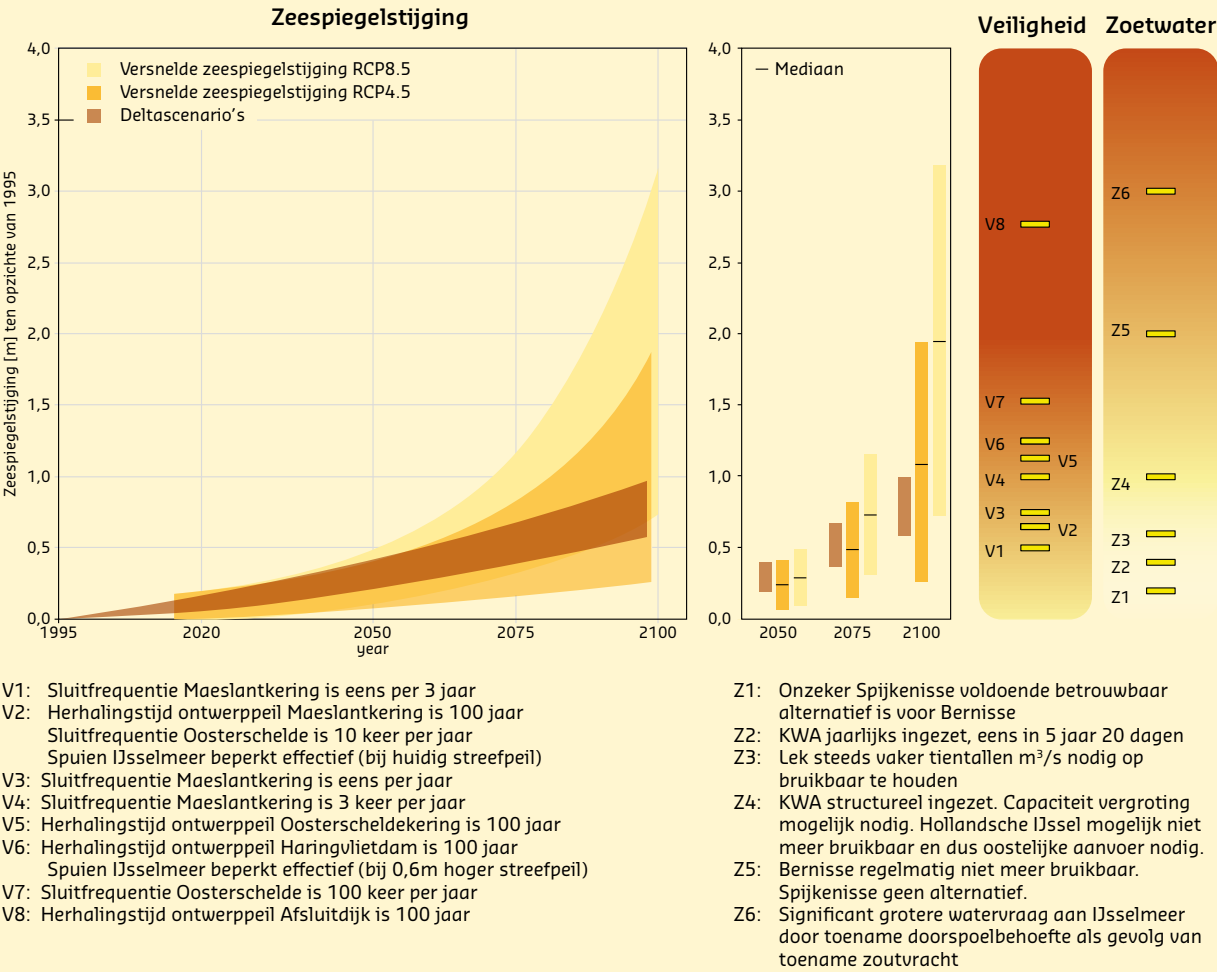 Zeespiegelstijging
Zeespiegelstijging [m] ten opzichte van 1995
4,0
3,5
3,0
2,5
2,0
1,5
1,0
0,5
0,0
Versnelde zeespiegelstijging RCP8.5
Versnelde zeespiegelstijging RCP4.5
Deltascenario's
1995 2020 2050 2075 2100
year
4,0
3,5
3,0
2,5
2,0
1,5
1,0
0,5
0,0
— Mediaan
2050 2075 2100
Veiligheid
V8
V7
V6
V5
V4
V3
V2
V1
Zoetwater
Z6
Z5
Z4
Z3
Z2
Z1
V1: Sluitfrequentie Maeslantkering is eens per 3 jaar
V2: Herhalingstijd ontwerppeil Maeslantkering is 100 jaar
Sluitfrequentie Oosterschelde is 10 keer per jaar
Spuien IJsselmeer beperkt effectief (bij huidig streefpeil)
V3: Sluitfrequentie Maeslantkering is eens per jaar
V4: Sluitfrequentie Maeslantkering is 3 keer per jaar
V5: Herhalingstijd ontwerppeil Oosterscheldekering is 100 jaar
V6: Herhalingstijd ontwerppeil Haringvlietdam is 100 jaar
Spuien IJsselmeer beperkt effectief (bij 0,6m hoger streefpeil)
V7: Sluitfrequentie Oosterschelde is 100 keer per jaar
V8: Herhalingstijd ontwerppeil Afsluitdijk is 100 jaar
Z1: Onzeker Spijkenisse voldoende betrouwbaar
alternatief is voor Bernisse
Z2: KWA jaarlijks ingezet, eens in 5 jaar 20 dagen
Z3: Lek steeds vaker tientallen m³/s nodig op
bruikbaar te houden
Z4: KWA structureel ingezet. Capaciteit vergroting
mogelijk nodig. Hollandsche IJssel mogelijk niet
meer bruikbaar en dus oostelijke aanvoer nodig.
Z5: Bernisse regelmatig niet meer bruikbaar.
Spijkenisse geen alternatief.
Z6: Significant grotere watervraag aan IJsselmeer
door toename doorspoelbehoefte als gevolg van
toename zoutvracht